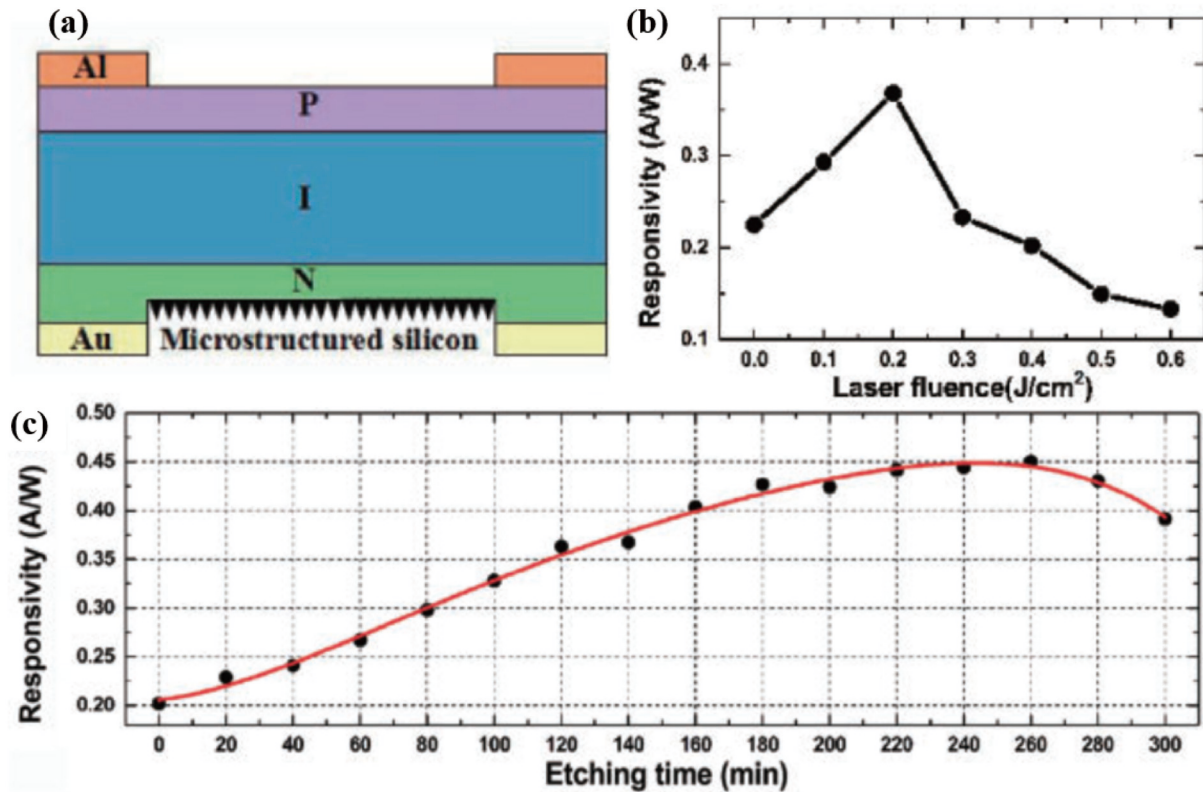 (a)
Al
P
I
N
Au
Microstructured silicon
(b)
Responsivity (A/W)
0.4
0.3
0.2
0.1
0.0 0.1 0.2 0.3 0.4 0.5 0.6
Laser fluence(J/cm²)
(c)
Responsivity (A/W)
0.50
0.45
0.40
0.35
0.30
0.25
0.20
0 20 40 60 80 100 120 140 160 180 200 220 240 260 280 300
Etching time (min)